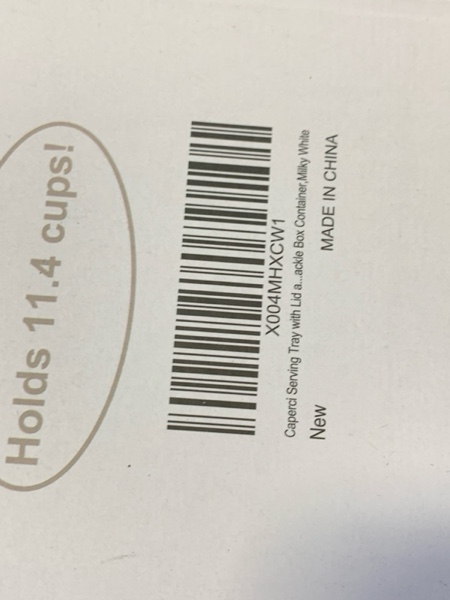 Holds 11.4 cups!
X004MHXCW1
Caperci Serving Tray with Lid a...ackle Box Container,Milky White
New
MADE IN CHINA